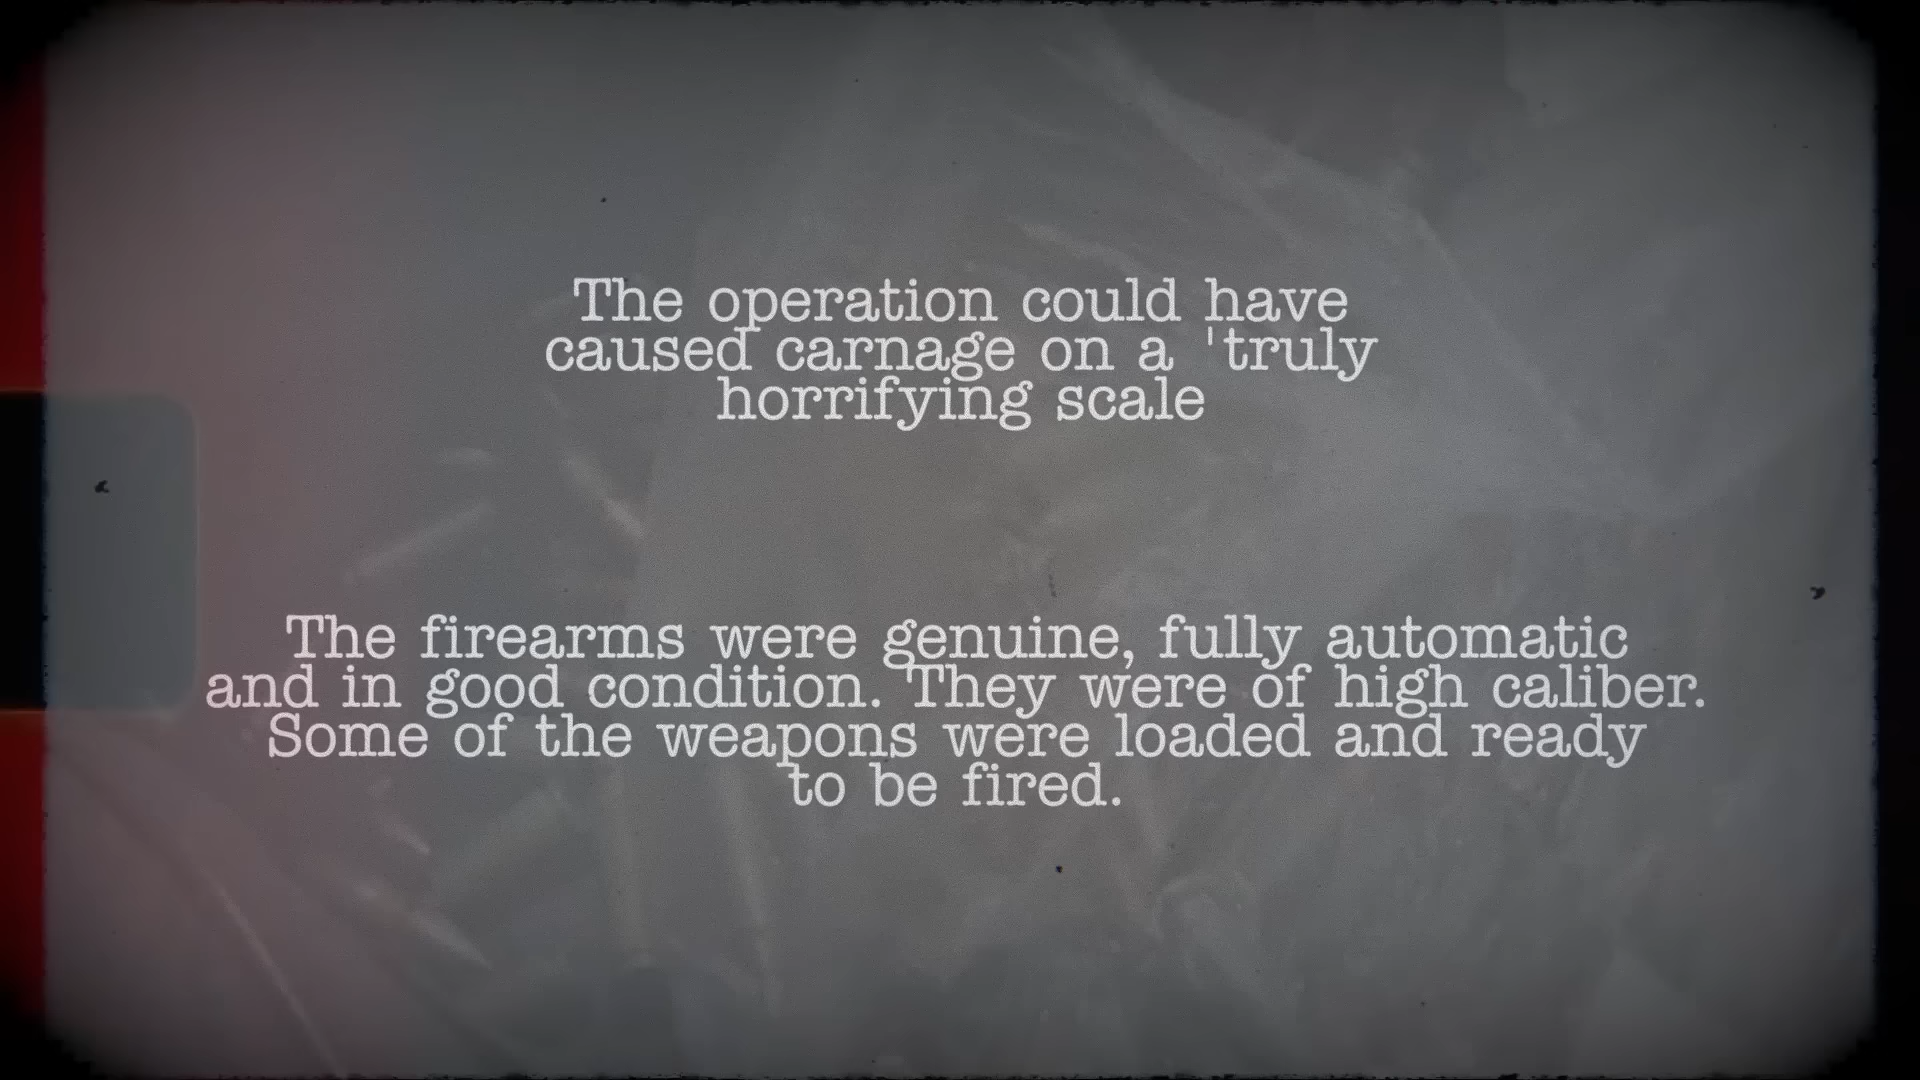 The operation could have
caused carnage on a 'truly
horrifying scale
The firearms were genuine, fully automatic
and in good condition. They were of high caliber.
Some of the weapons were loaded and ready
to be fired.